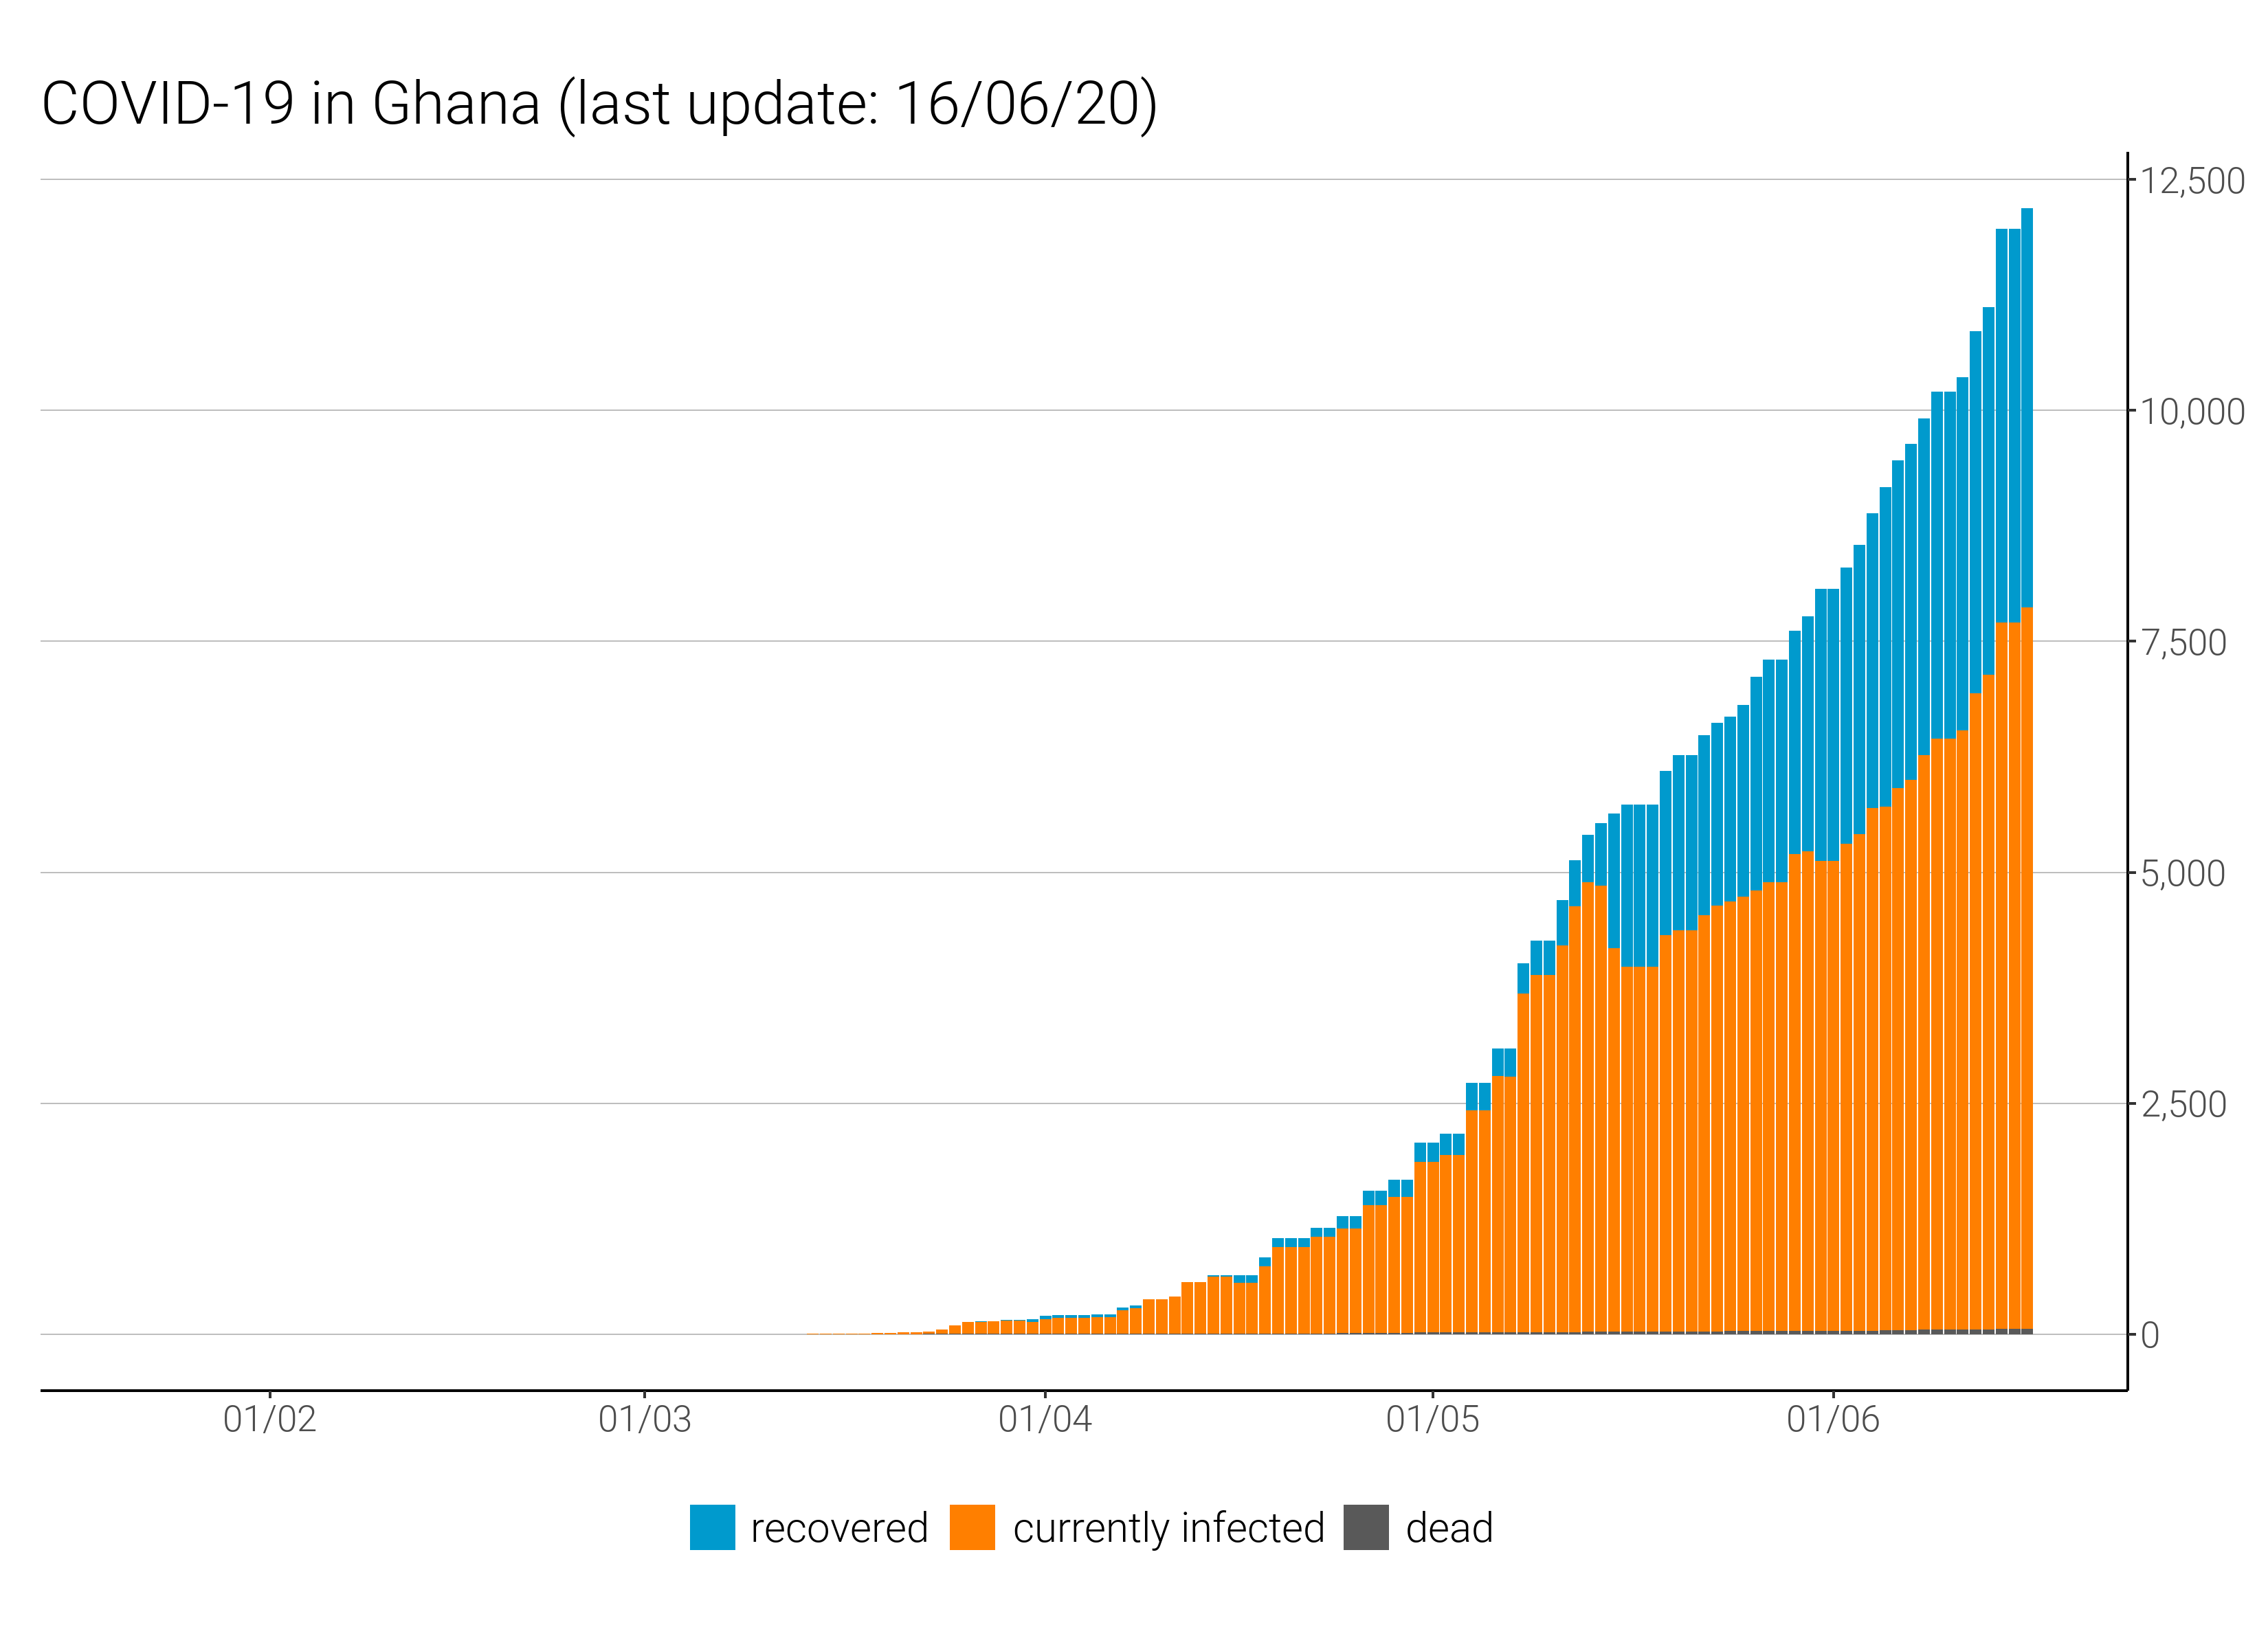 COVID-19 in Ghana (last update: 16/06/20)
12,500
10,000
7,500
5,000
2,500
0
01/02 01/03 01/04 01/05 01/06
recovered currently infected dead